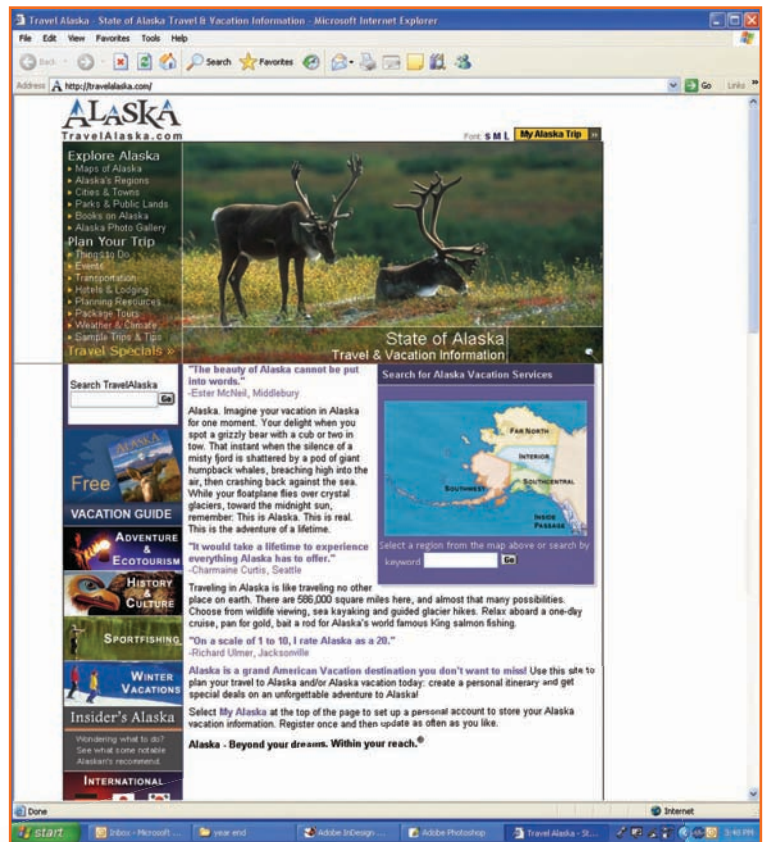 Travel Alaska - State of Alaska Travel & Vacation Information - Microsoft Internet Explorer
File Edit View Favorites Tools Help
Back Search Favorites
Address http://travelalaska.com/ Go Links
ALASKA
TravelAlaska.com
Font: S M L My Alaska Trip »
Explore Alaska
Maps of Alaska
Alaska's Regions
Cities & Towns
Parks & Public Lands
Books on Alaska
Alaska Photo Gallery
Plan Your Trip
Things to Do
Events
Transportation
Hotels & Lodging
Planning Resources
Package Tours
Weather & Climate
Sample Trips & Tips
Travel Specials »
State of Alaska
Travel & Vacation Information
Search TravelAlaska
Go
ALASKA
Free
VACATION GUIDE
ADVENTURE
&
ECOTOURISM
HISTORY
&
CULTURE
SPORTFISHING
WINTER
VACATIONS
Insider's Alaska
Wondering what to do?
See what some notable
Alaskan's recommend.
INTERNATIONAL
"The beauty of Alaska cannot be put
into words."
-Ester McNeil, Middlebury
Alaska. Imagine your vacation in Alaska
for one moment. Your delight when you
spot a grizzly bear with a cub or two in
tow. That instant when the silence of a
misty fjord is shattered by a pod of giant
humpback whales, breaching high into the
air, then crashing back against the sea.
While your floatplane flies over crystal
glaciers, toward the midnight sun,
remember: This is Alaska. This is real.
This is the adventure of a lifetime.
"It would take a lifetime to experience
everything Alaska has to offer."
-Charmaine Curtis, Seattle
Traveling in Alaska is like traveling no other
place on earth. There are 586,000 square miles here, and almost that many possibilities.
Choose from wildlife viewing, sea kayaking and guided glacier hikes. Relax aboard a one-day
cruise, pan for gold, bait a rod for Alaska's world famous King salmon fishing.
"On a scale of 1 to 10, I rate Alaska as a 20."
-Richard Ulmer, Jacksonville
Alaska is a grand American Vacation destination you don't want to miss! Use this site to
plan your travel to Alaska and/or Alaska vacation today: create a personal itinerary and get
special deals on an unforgettable adventure to Alaska!
Select My Alaska at the top of the page to set up a personal account to store your Alaska
vacation information. Register once and then update as often as you like.
Alaska - Beyond your dreams. Within your reach.®
Search for Alaska Vacation Services
FAR NORTH
INTERIOR
SOUTHWEST
SOUTHCENTRAL
INSIDE
PASSAGE
Select a region from the map above or search by
keyword Go
Done Internet
start Inbox - Microsoft ... year end Adobe InDesign ... Adobe Photoshop Travel Alaska - St... 3:40 PM